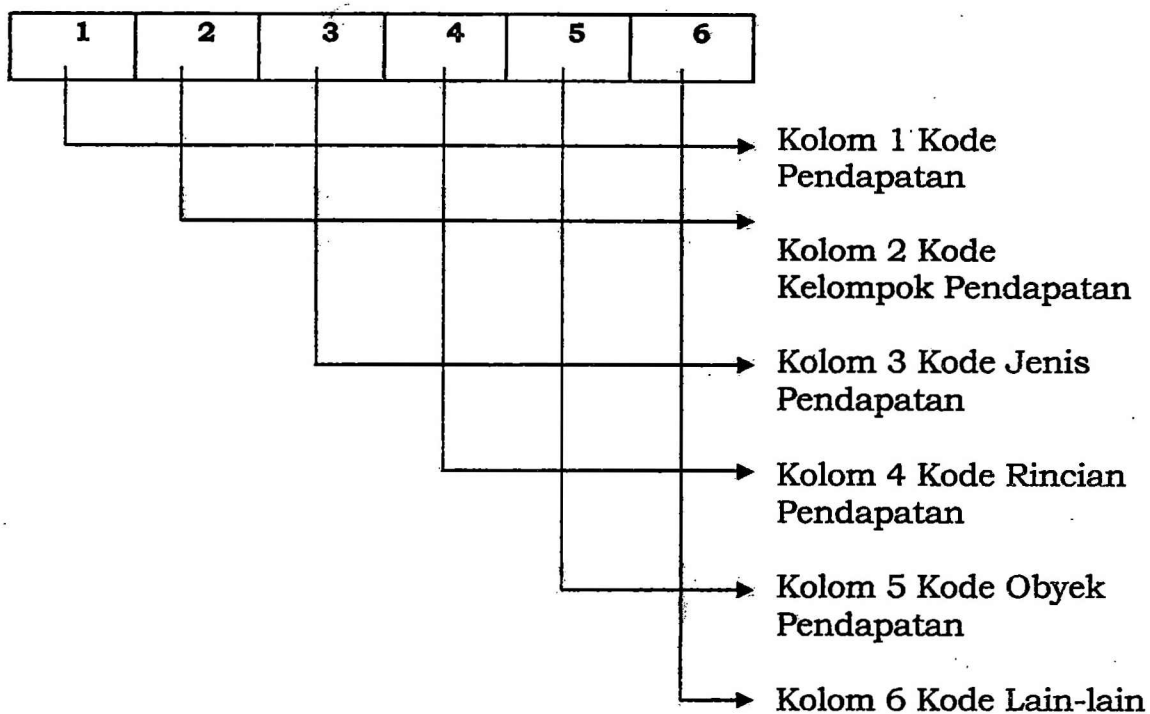 1 2 3 4 5 6
Kolom 1 Kode
Pendapatan
Kolom 2 Kode
Kelompok Pendapatan
Kolom 3 Kode Jenis
Pendapatan
Kolom 4 Kode Rincian
Pendapatan
Kolom 5 Kode Obyek
Pendapatan
Kolom 6 Kode Lain-lain